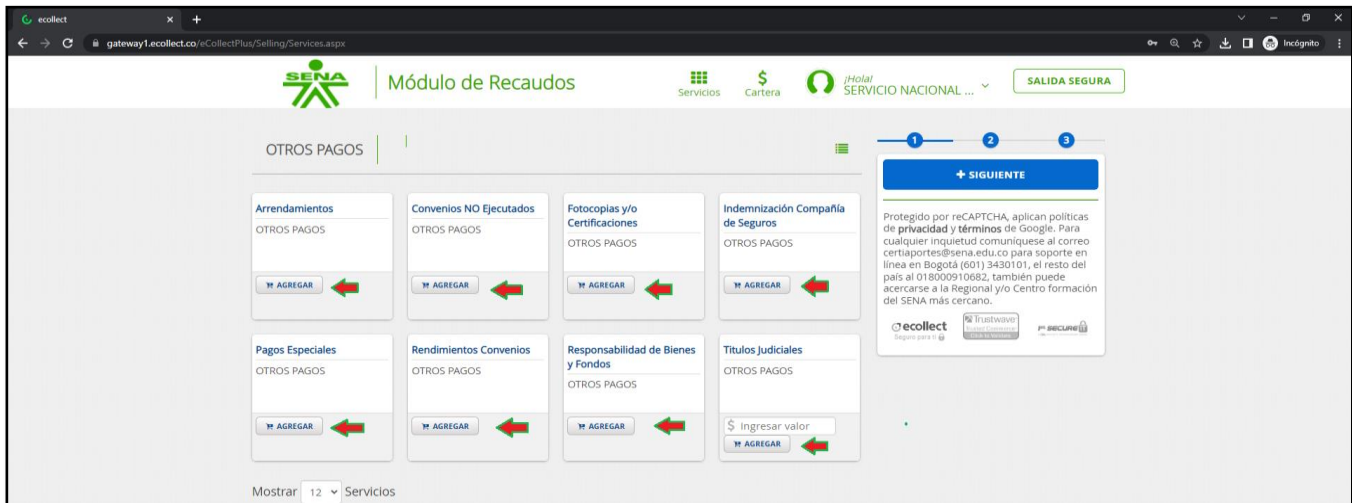 ecollect
gateway1.ecollect.co/eCollectPlus/Selling/Services.aspx
Incógnito
SENA
Módulo de Recaudos
Servicios
Cartera
¡Hola!
SERVICIO NACIONAL ...
SALIDA SEGURA
OTROS PAGOS
1 2 3
+ SIGUIENTE
Arrendamientos
OTROS PAGOS
AGREGAR
Convenios NO Ejecutados
OTROS PAGOS
AGREGAR
Fotocopias y/o
Certificaciones
OTROS PAGOS
AGREGAR
Indemnización Compañía
de Seguros
OTROS PAGOS
AGREGAR
Pagos Especiales
OTROS PAGOS
AGREGAR
Rendimientos Convenios
OTROS PAGOS
AGREGAR
Responsabilidad de Bienes
y Fondos
OTROS PAGOS
AGREGAR
Titulos Judiciales
OTROS PAGOS
$ Ingresar valor
AGREGAR
Protegido por reCAPTCHA, aplican políticas
de privacidad y términos de Google. Para
cualquier inquietud comuníquese al correo
certiaportes@sena.edu.co para soporte en
línea en Bogotá (601) 3430101, el resto del
país al 018000910682, también puede
acercarse a la Regional y/o Centro formación
del SENA más cercano.
ecollect
Trustwave
SECURE
Mostrar 12 Servicios